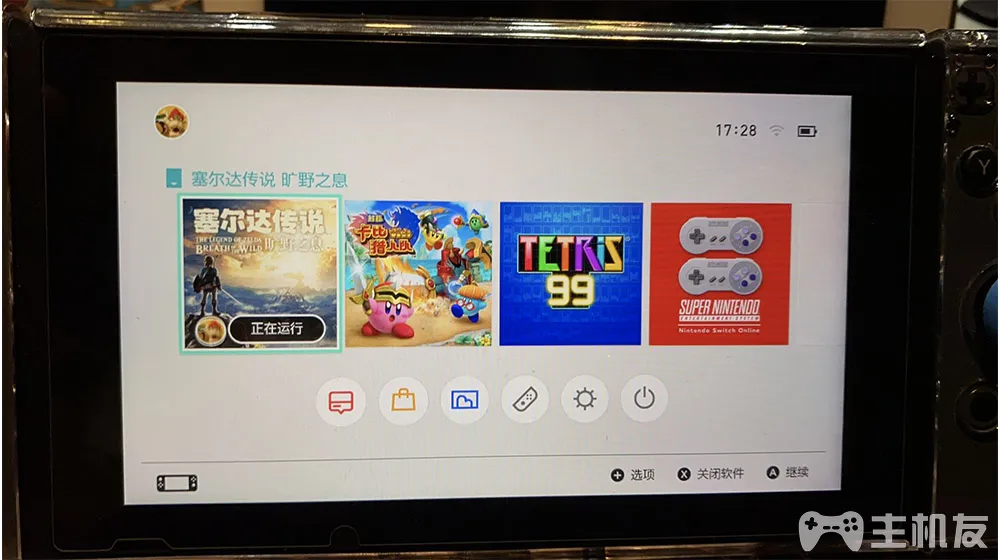 17:28
塞尔达传说 旷野之息
塞尔达传说
THE LEGEND OF ZELDA
BREATH OF THE WILD 旷野之息
正在运行
超级
卡比
猎人队
TETRIS
99
SUPER NINTENDO
ENTERTAINMENT SYSTEM
Nintendo Switch Online
+ 选项
X 关闭软件
A 继续
Y
主机友